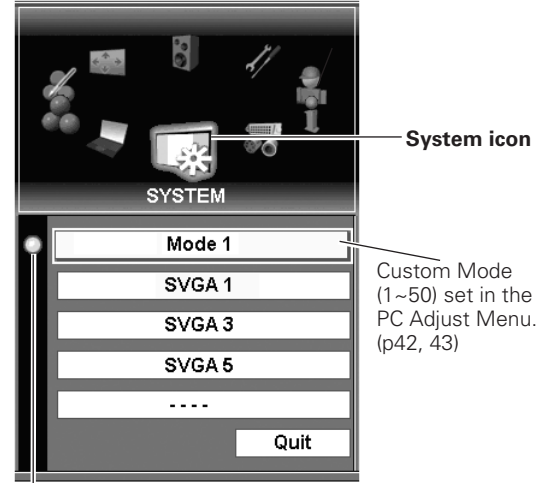 System icon
SYSTEM
Mode 1
Custom Mode
(1~50) set in the
PC Adjust Menu.
(p42, 43)
SVGA 1
SVGA 3
SVGA 5
- - - -
Quit